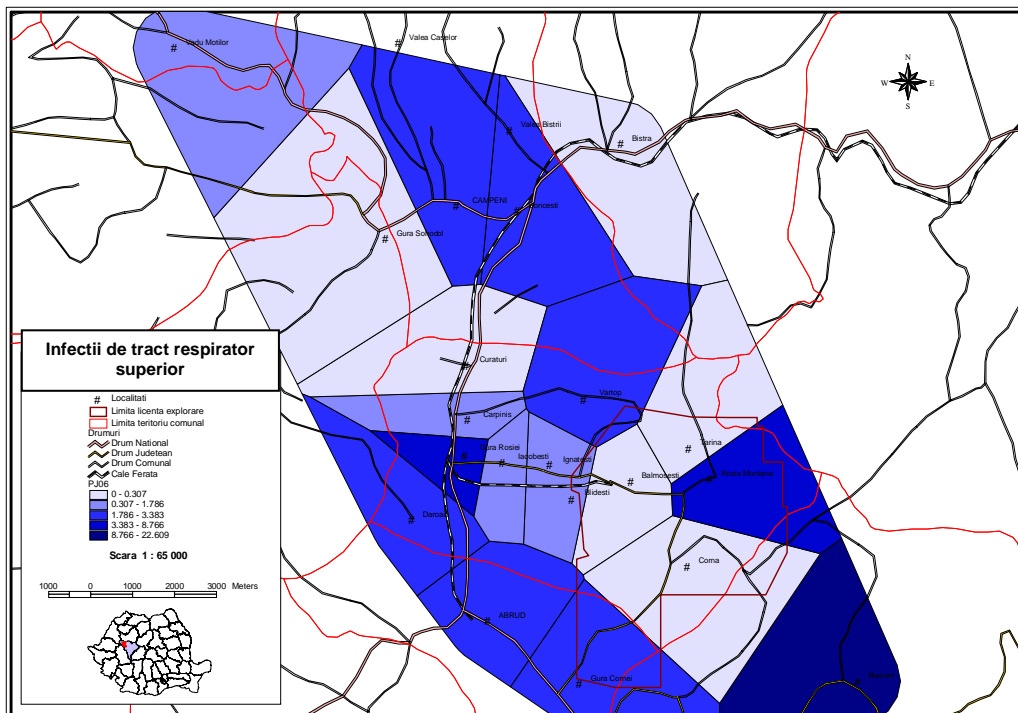 Vadu Motilor
Valea Caselor
N
W
E
S
Valea Bistrii
Bistra
CAMPENI
Gura Sohodol
Curaturi
Vartop
Carpinis
Gura Rosiei
Iacobesti
Ignatesti
Tarina
Balmosesti
Rosia Montana
Blidesti
Daroaia
Corna
ABRUD
Gura Cornei
Infectii de tract respirator
superior
Localitati
Limita licenta explorare
Limita teritoriu comunal
Drumuri
Drum National
Drum Judetean
Drum Comunal
Cale Ferata
PJ06
0 - 0.307
0.307 - 1.786
1.786 - 3.383
3.383 - 8.766
8.766 - 22.609
Scara 1 : 65 000
1000 0 1000 2000 3000 Meters